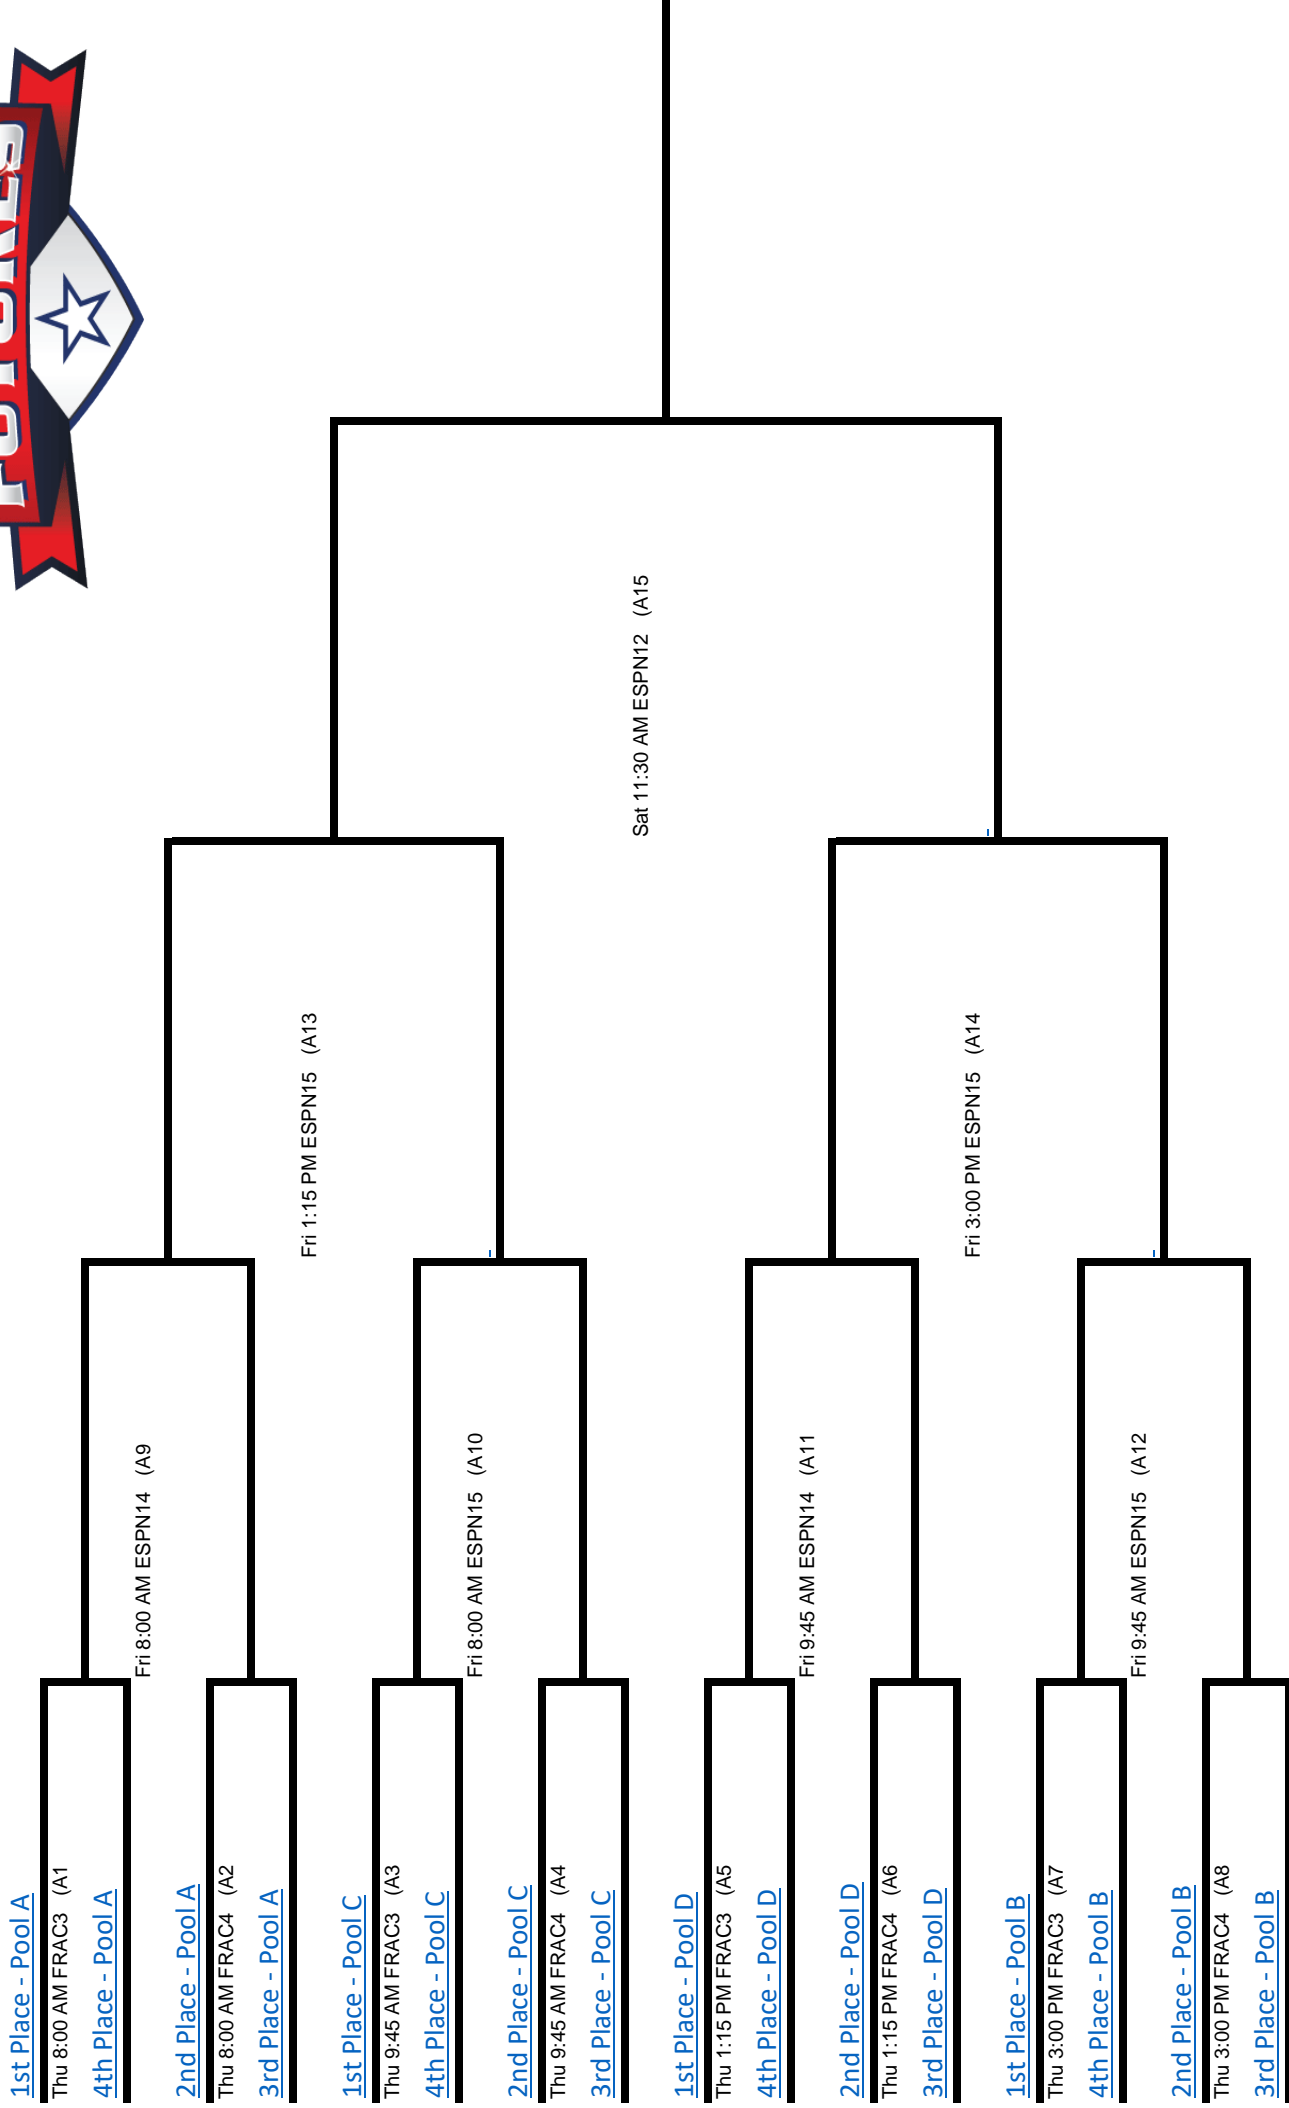 1st Place - Pool A
Thu 8:00 AM FRAC3 (A1
4th Place - Pool A
Fri 8:00 AM ESPN14 (A9
2nd Place - Pool A
Thu 8:00 AM FRAC4 (A2
3rd Place - Pool A
Fri 1:15 PM ESPN15 (A13
1st Place - Pool C
Thu 9:45 AM FRAC3 (A3
4th Place - Pool C
Fri 8:00 AM ESPN15 (A10
2nd Place - Pool C
Thu 9:45 AM FRAC4 (A4
3rd Place - Pool C
Sat 11:30 AM ESPN12 (A15
1st Place - Pool D
Thu 1:15 PM FRAC3 (A5
4th Place - Pool D
Fri 9:45 AM ESPN14 (A11
2nd Place - Pool D
Thu 1:15 PM FRAC4 (A6
3rd Place - Pool D
Fri 3:00 PM ESPN15 (A14
1st Place - Pool B
Thu 3:00 PM FRAC3 (A7
4th Place - Pool B
Fri 9:45 AM ESPN15 (A12
2nd Place - Pool B
Thu 3:00 PM FRAC4 (A8
3rd Place - Pool B